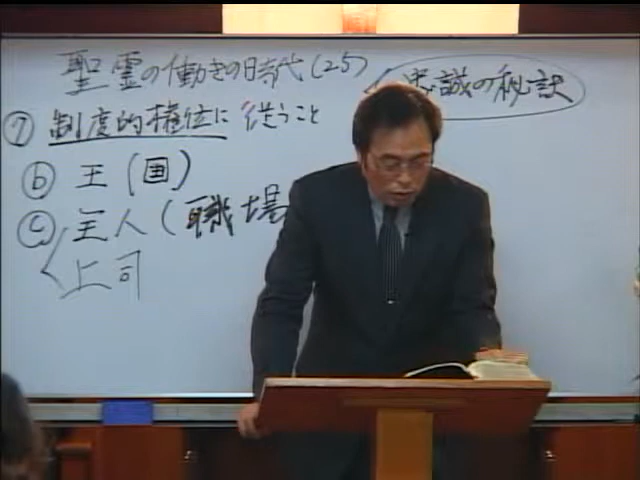 聖霊の働きの時代(25)
忠誠の秘訣
⑦ 制度的権位に従うこと
ⓑ 王(国)
ⓒ 主人(職場
上司